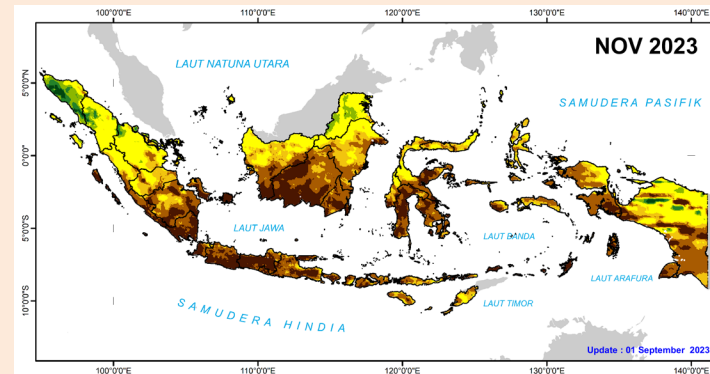 100°0'0"E 110°0'0"E 120°0'0"E 130°0'0"E 140°0'0"E
NOV 2023
LAUT NATUNA UTARA
5°0'0"N
SAMUDERA PASIFIK
0°0'0"
5°0'0"S
LAUT JAWA
LAUT BANDA
LAUT ARAFURA
10°0'0"S
SAMUDERA HINDIA
LAUT TIMOR
Update : 01 September 2023
100°0'0"E 110°0'0"E 120°0'0"E 130°0'0"E 140°0'0"E